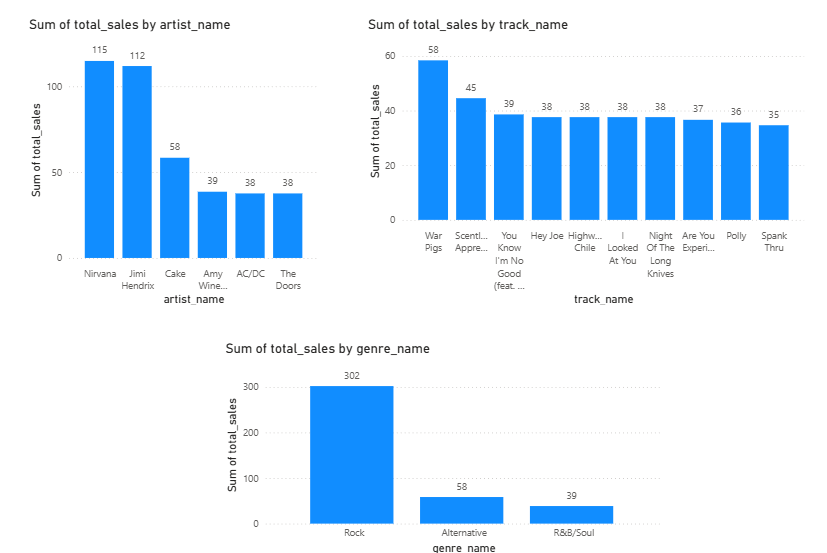 Sum of total_sales by artist_name
Sum of total_sales
100
50
0
115
112
58
39
38
38
Nirvana
Jimi
Hendrix
Cake
Amy
Wine...
AC/DC
The
Doors
artist_name
Sum of total_sales by track_name
Sum of total_sales
60
40
20
0
58
45
39
38
38
38
38
37
36
35
War
Pigs
Scentl...
Appre...
You
Know
I'm No
Good
(feat. ...
Hey Joe
Highw...
Chile
I
Looked
At You
Night
Of The
Long
Knives
Are You
Experi...
Polly
Spank
Thru
track_name
Sum of total_sales by genre_name
Sum of total_sales
300
200
100
0
302
58
39
Rock
Alternative
R&B/Soul
genre_name